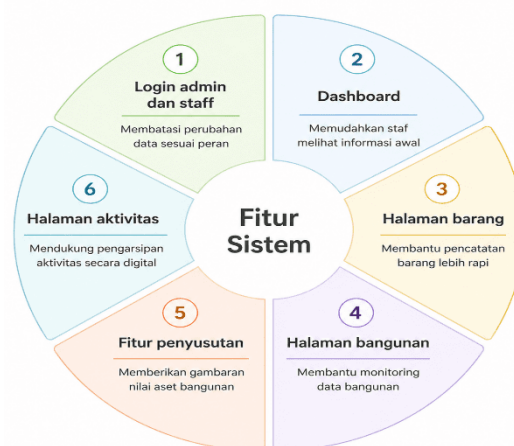 Fitur
Sistem
1
Login admin
dan staff
Membatasi perubahan
data sesuai peran
2
Dashboard
Memudahkan staf
melihat informasi awal
3
Halaman barang
Membantu pencatatan
barang lebih rapi
4
Halaman bangunan
Membantu monitoring
data bangunan
5
Fitur penyusutan
Memberikan gambaran
nilai aset bangunan
6
Halaman aktivitas
Mendukung pengarsipan
aktivitas secara digital